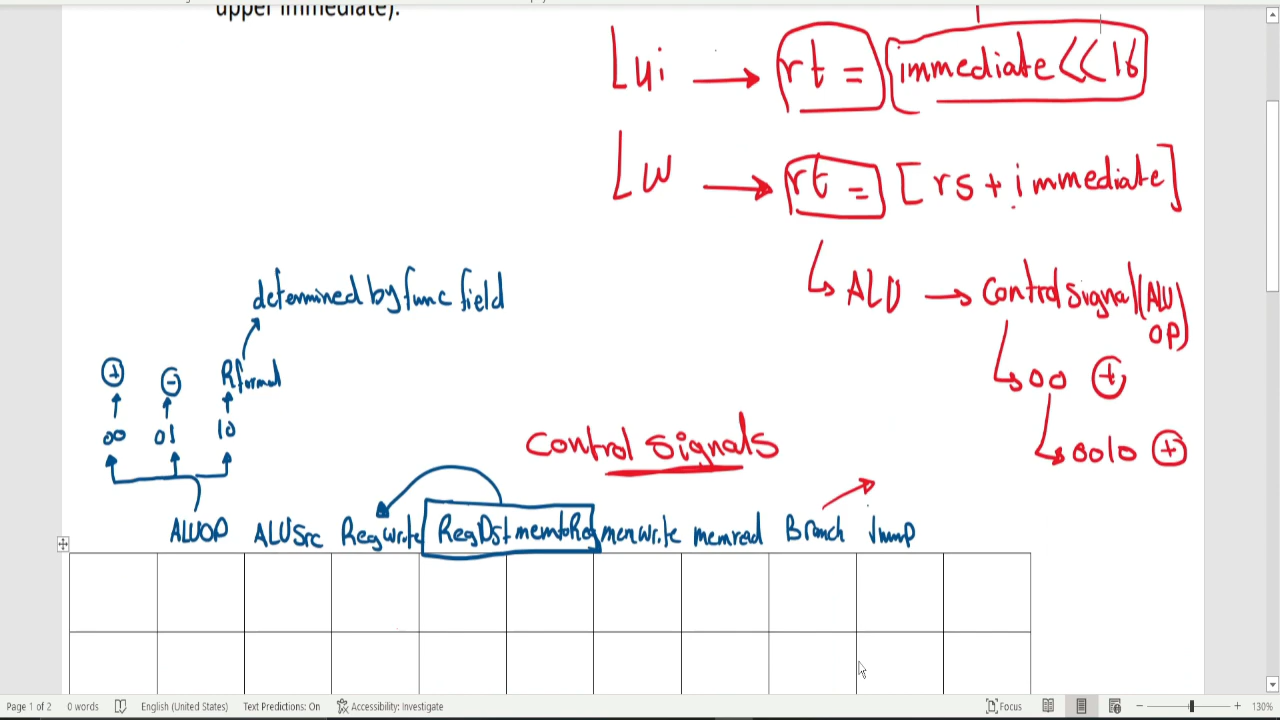 upper immediate).
Lui → rt = immediate << 16
Lw → rt = [rs + immediate]
ALU → Control signal (ALU
OP)
determined by func field
+ - R format
00 +
00 01 10
0010 +
Control Signals
ALUOP ALUSrc RegWrite RegDst memtoReg memWrite memread Branch Jump
Page 1 of 2 0 words English (United States) Text Predictions: On Accessibility: Investigate Focus 130%